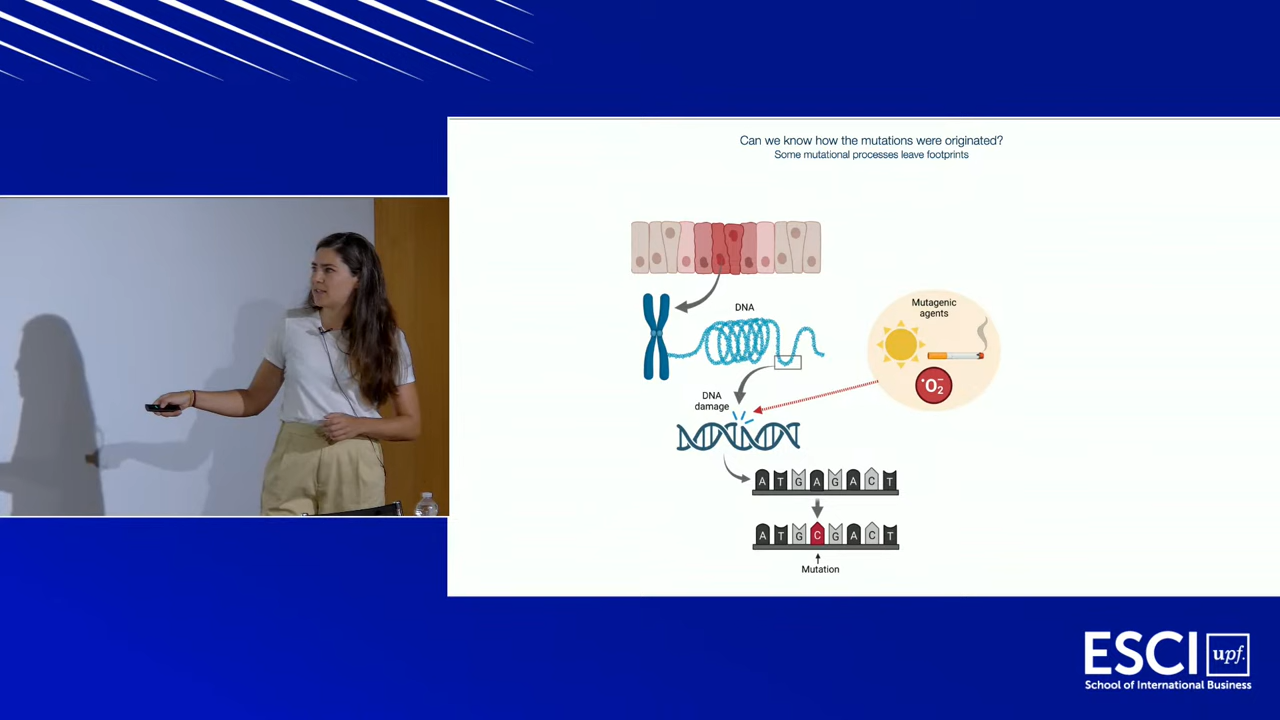 Can we know how the mutations were originated?
Some mutational processes leave footprints
DNA
Mutagenic
agents
•O₂⁻
DNA
damage
A T G A G A C T
A T G C G A C T
Mutation
ESCI upf.
School of International Business